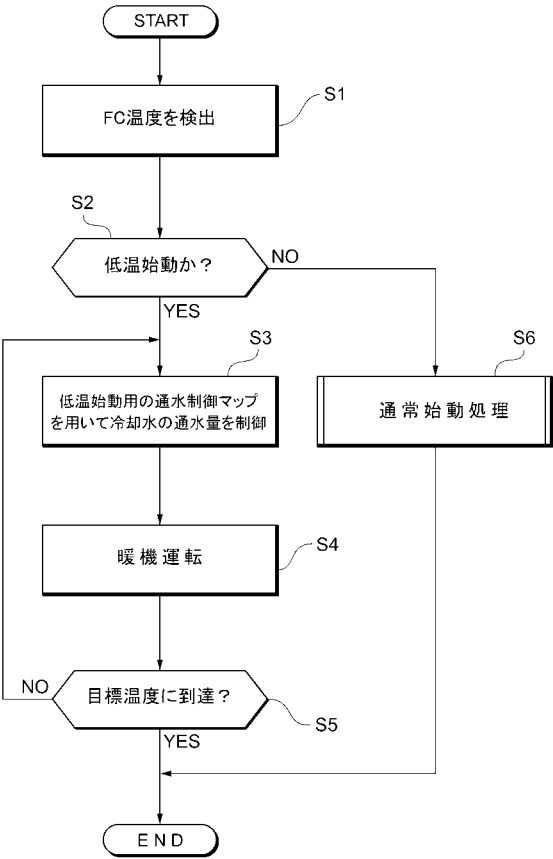 START
S1
FC温度を検出
S2
低温始動か？
NO
YES
S3
低温始動用の通水制御マップ
を用いて冷却水の通水量を制御
S6
通常始動処理
S4
暖機運転
NO
目標温度に到達？
S5
YES
END